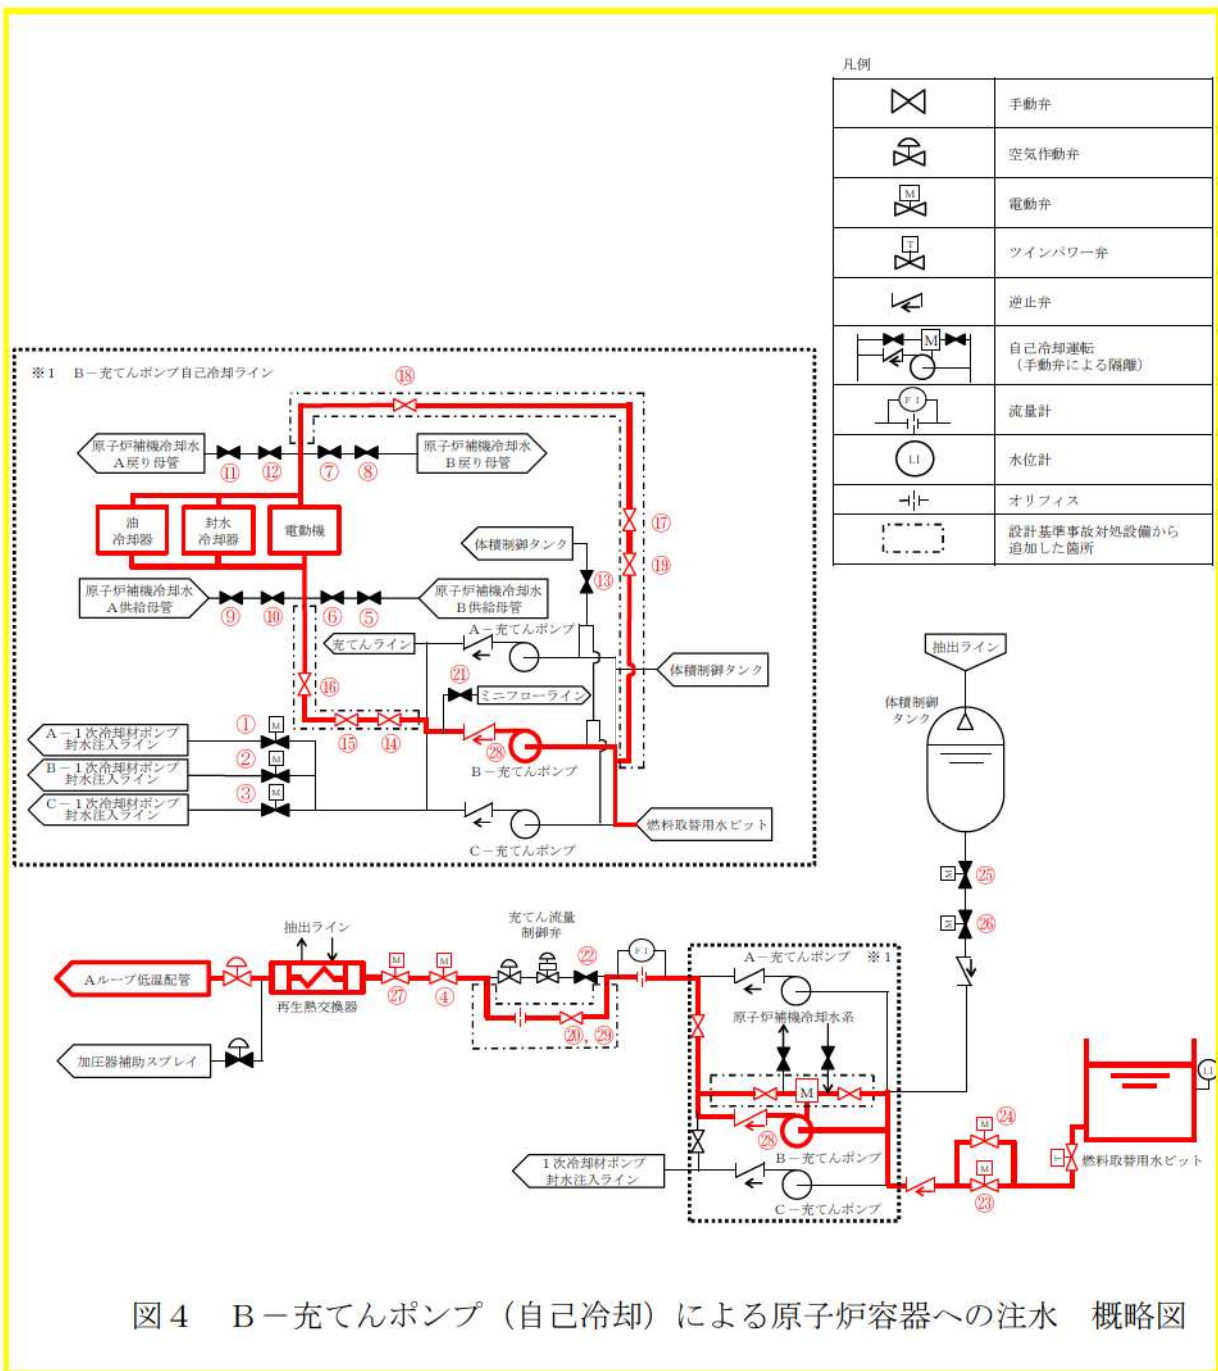 凡例
手動弁
空気作動弁
M
電動弁
T
ツインパワー弁
逆止弁
M
自己冷却運転
(手動弁による隔離)
FI
流量計
LI
水位計
オリフィス
設計基準事故対処設備から
追加した箇所
※1 B-充てんポンプ自己冷却ライン
⑱
原子炉補機冷却水
A戻り母管
⑪
⑫
⑦
⑧
原子炉補機冷却水
B戻り母管
油
冷却器
封水
冷却器
電動機
⑰
体積制御タンク
⑲
⑬
原子炉補機冷却水
A供給母管
⑨
⑩
⑥
⑤
原子炉補機冷却水
B供給母管
A-充てんポンプ
充てんライン
体積制御タンク
⑯
㉑
ミニフローライン
①
M
A-1次冷却材ポンプ
封水注入ライン
⑮
⑭
㉘
B-充てんポンプ
②
M
B-1次冷却材ポンプ
封水注入ライン
③
M
C-1次冷却材ポンプ
封水注入ライン
C-充てんポンプ
燃料取替用水ピット
抽出ライン
体積制御
タンク
M
㉕
M
㉖
抽出ライン
充てん流量
制御弁
㉒
FI
A-充てんポンプ ※1
Aループ低温配管
再生熱交換器
M
㉗
M
④
⑳, ㉙
原子炉補機冷却水系
加圧器補助スプレイ
M
㉘
B-充てんポンプ
M
㉔
M
㉓
T
LI
燃料取替用水ピット
1次冷却材ポンプ
封水注入ライン
C-充てんポンプ
図4 B-充てんポンプ(自己冷却)による原子炉容器への注水 概略図